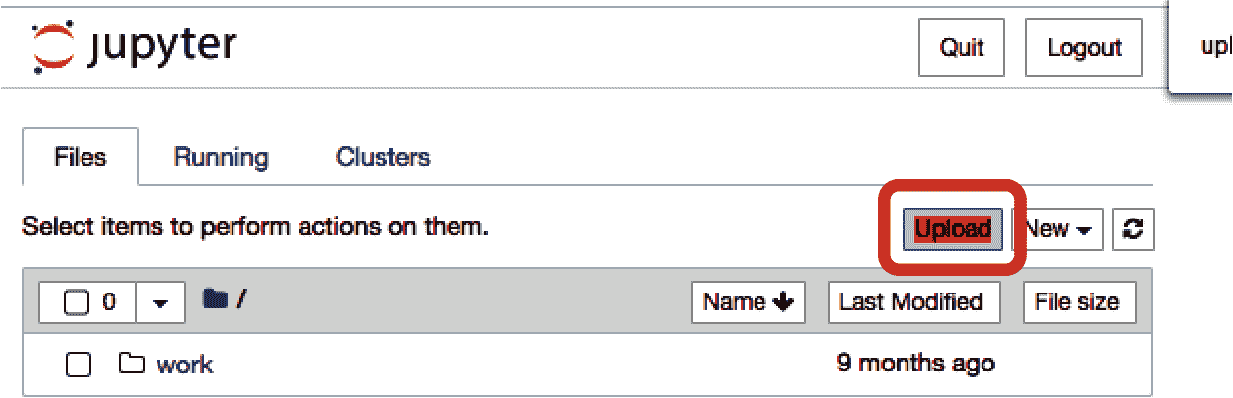 jupyter Quit Logout upl
Files Running Clusters
Select items to perform actions on them. Upload New
0 / Name Last Modified File size
work 9 months ago